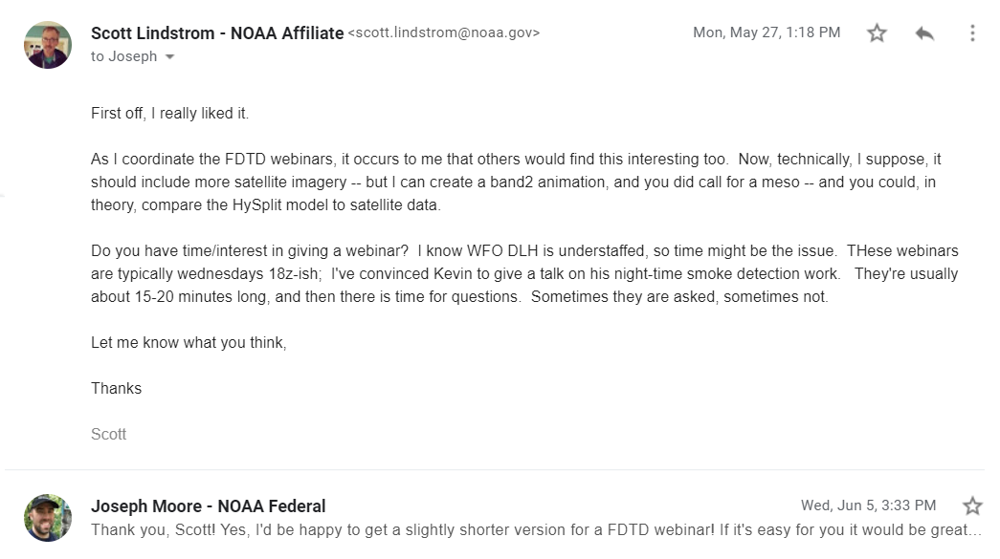 Scott Lindstrom - NOAA Affiliate <scott.lindstrom@noaa.gov> Mon, May 27, 1:18 PM
to Joseph
First off, I really liked it.
As I coordinate the FDTD webinars, it occurs to me that others would find this interesting too. Now, technically, I suppose, it
should include more satellite imagery -- but I can create a band2 animation, and you did call for a meso -- and you could, in
theory, compare the HySplit model to satellite data.
Do you have time/interest in giving a webinar? I know WFO DLH is understaffed, so time might be the issue. THese webinars
are typically wednesdays 18z-ish; I've convinced Kevin to give a talk on his night-time smoke detection work. They're usually
about 15-20 minutes long, and then there is time for questions. Sometimes they are asked, sometimes not.
Let me know what you think,
Thanks
Scott
Joseph Moore - NOAA Federal Wed, Jun 5, 3:33 PM
Thank you, Scott! Yes, I'd be happy to get a slightly shorter version for a FDTD webinar! If it's easy for you it would be great...